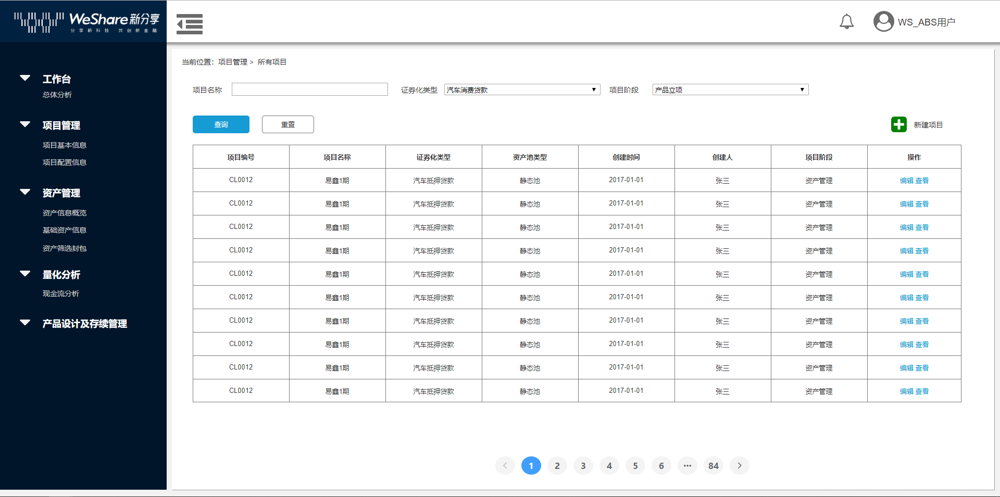 WeShare新分享
分享新科技 共创新金融
WS_ABS用户
工作台
总体分析
项目管理
项目基本信息
项目配置信息
资产管理
资产信息概览
基础资产信息
资产筛选封包
量化分析
现金流分析
产品设计及存续管理
当前位置：项目管理 > 所有项目
项目名称 证券化类型 汽车消费贷款 项目阶段 产品立项
查询 重置 新建项目
项目编号 项目名称 证券化类型 资产池类型 创建时间 创建人 项目阶段 操作
CL0012 易鑫1期 汽车抵押贷款 静态池 2017-01-01 张三 资产管理 编辑 查看
CL0012 易鑫1期 汽车抵押贷款 静态池 2017-01-01 张三 资产管理 编辑 查看
CL0012 易鑫1期 汽车抵押贷款 静态池 2017-01-01 张三 资产管理 编辑 查看
CL0012 易鑫1期 汽车抵押贷款 静态池 2017-01-01 张三 资产管理 编辑 查看
CL0012 易鑫1期 汽车抵押贷款 静态池 2017-01-01 张三 资产管理 编辑 查看
CL0012 易鑫1期 汽车抵押贷款 静态池 2017-01-01 张三 资产管理 编辑 查看
CL0012 易鑫1期 汽车抵押贷款 静态池 2017-01-01 张三 资产管理 编辑 查看
CL0012 易鑫1期 汽车抵押贷款 静态池 2017-01-01 张三 资产管理 编辑 查看
CL0012 易鑫1期 汽车抵押贷款 静态池 2017-01-01 张三 资产管理 编辑 查看
CL0012 易鑫1期 汽车抵押贷款 静态池 2017-01-01 张三 资产管理 编辑 查看
1 2 3 4 5 6 ··· 84